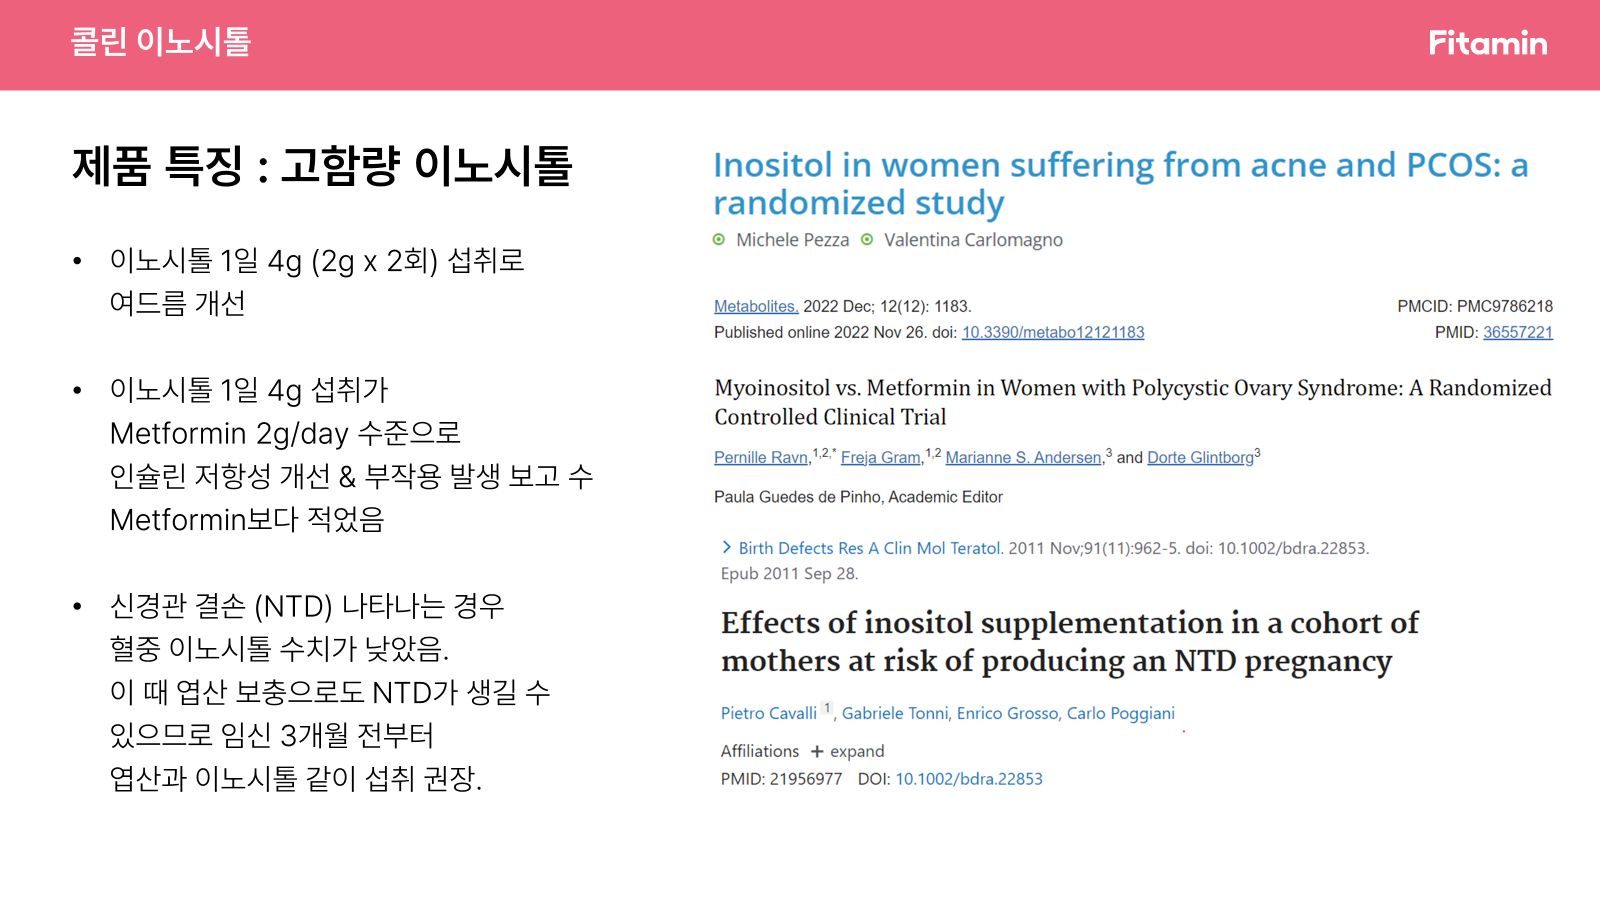 콜린 이노시톨
Fitamin
제품 특징 : 고함량 이노시톨
• 이노시톨 1일 4g (2g x 2회) 섭취로
여드름 개선
• 이노시톨 1일 4g 섭취가
Metformin 2g/day 수준으로
인슐린 저항성 개선 & 부작용 발생 보고 수
Metformin보다 적었음
• 신경관 결손 (NTD) 나타나는 경우
혈중 이노시톨 수치가 낮았음.
이 때 엽산 보충으로도 NTD가 생길 수
있으므로 임신 3개월 전부터
엽산과 이노시톨 같이 섭취 권장.
Inositol in women suffering from acne and PCOS: a
randomized study
Michele Pezza Valentina Carlomagno
Metabolites. 2022 Dec; 12(12): 1183. PMCID: PMC9786218
Published online 2022 Nov 26. doi: 10.3390/metabo12121183 PMID: 36557221
Myoinositol vs. Metformin in Women with Polycystic Ovary Syndrome: A Randomized
Controlled Clinical Trial
Pernille Ravn,1,2,* Freja Gram,1,2 Marianne S. Andersen,3 and Dorte Glintborg3
Paula Guedes de Pinho, Academic Editor
> Birth Defects Res A Clin Mol Teratol. 2011 Nov;91(11):962-5. doi: 10.1002/bdra.22853.
Epub 2011 Sep 28.
Effects of inositol supplementation in a cohort of
mothers at risk of producing an NTD pregnancy
Pietro Cavalli 1, Gabriele Tonni, Enrico Grosso, Carlo Poggiani
Affiliations + expand
PMID: 21956977 DOI: 10.1002/bdra.22853